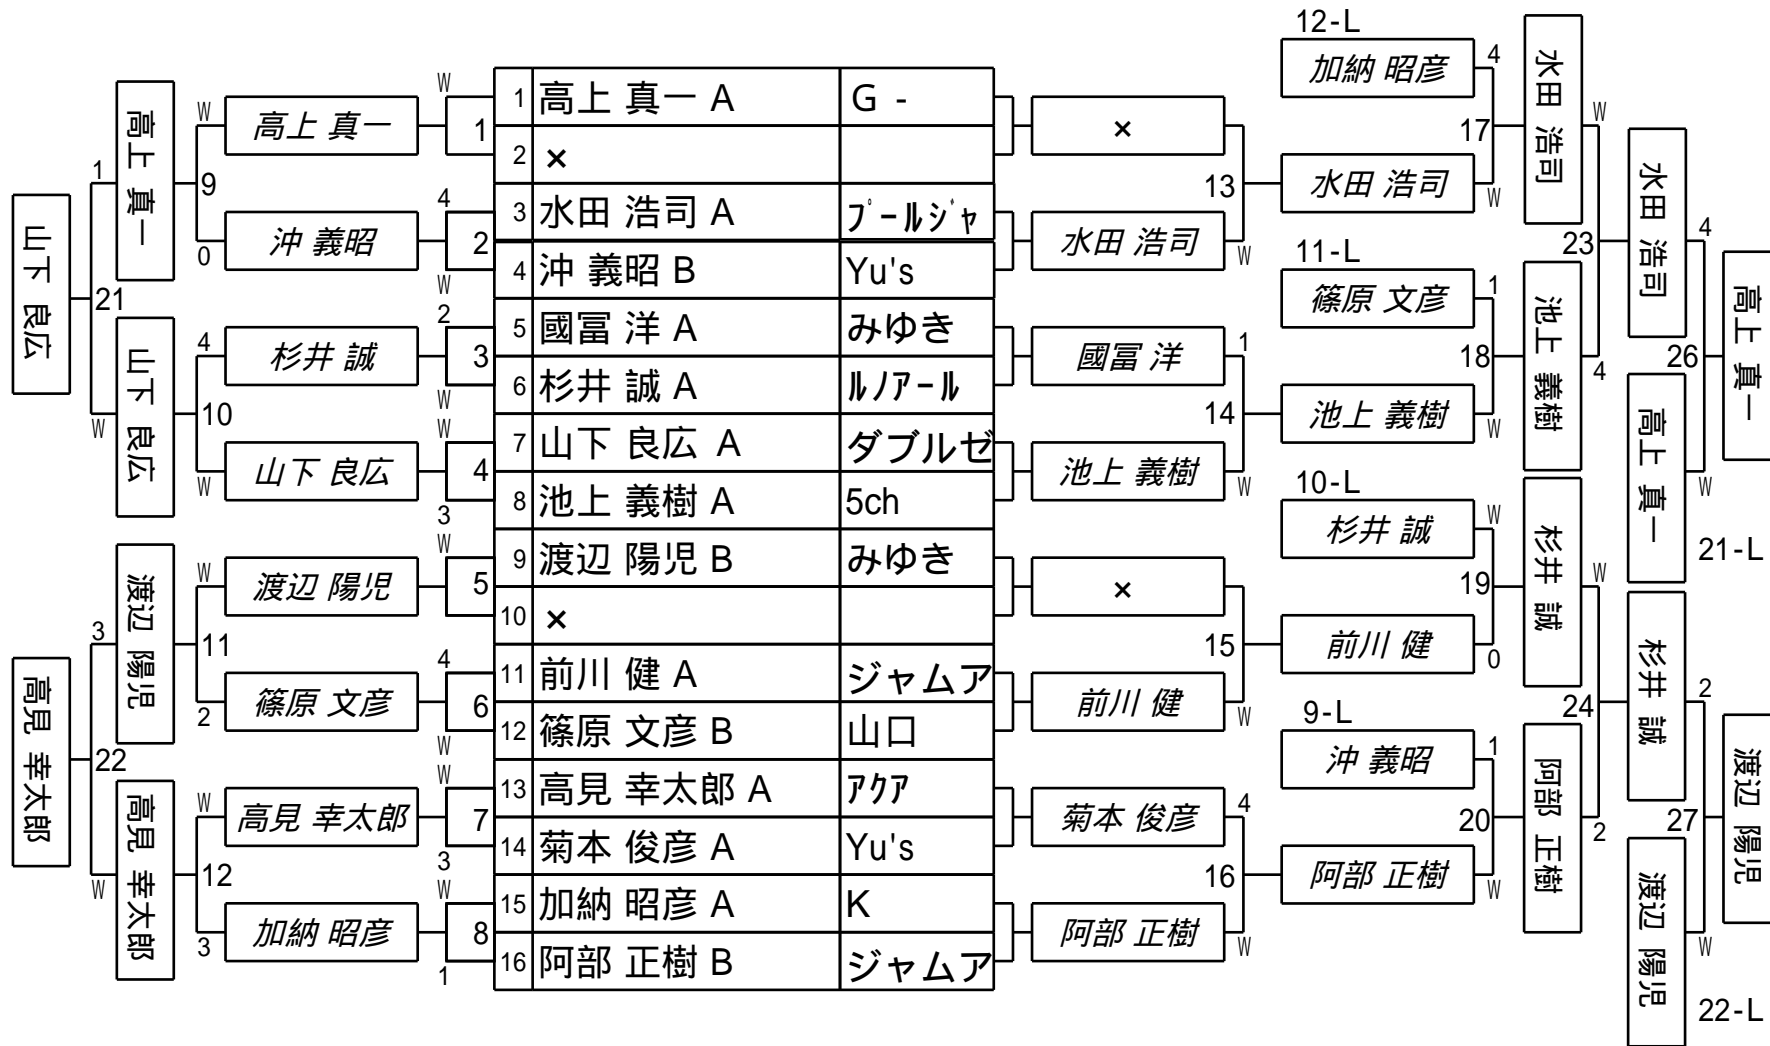 12-L
加納 昭彦
4
水田 浩司
W
W
1 高上 真一 A G -
高上 真一
W
高上 真一
1
×
17
水田 浩司
2 ×
1
9
13
水田 浩司
W
4
3 水田 浩司 A プールジャ
山下 良広
沖 義昭
0
2
水田 浩司
W
23
4
4 沖 義昭 B Yu's
W
11-L
篠原 文彦
1
21
2
5 國冨 洋 A みゆき
池上 義樹
高上 真一
山下 良広
4
杉井 誠
3
國冨 洋
1
18
4
26
6 杉井 誠 A ルノアール
W
10
14
池上 義樹
W
高上 真一
W
W
7 山下 良広 A ダブルゼ
山下 良広
W
4
池上 義樹
W
10-L
W
8 池上 義樹 A 5ch
3
杉井 誠
W
杉井 誠
21-L
W
9 渡辺 陽児 B みゆき
渡辺 陽児
W
渡辺 陽児
5
×
19
W
10 ×
3
11
15
前川 健
0
杉井 誠
2
4
11 前川 健 A ジャムア
高見 幸太郎
篠原 文彦
2
6
前川 健
W
24
12 篠原 文彦 B 山口
W
9-L
沖 義昭
1
22
W
13 高見 幸太郎 A アクア
阿部 正樹
渡辺 陽児
高見 幸太郎
W
高見 幸太郎
7
菊本 俊彦
4
20
2
27
14 菊本 俊彦 A Yu's
3
12
16
阿部 正樹
W
渡辺 陽児
W
W
15 加納 昭彦 A K
加納 昭彦
3
8
阿部 正樹
W
16 阿部 正樹 B ジャムア
1
22-L